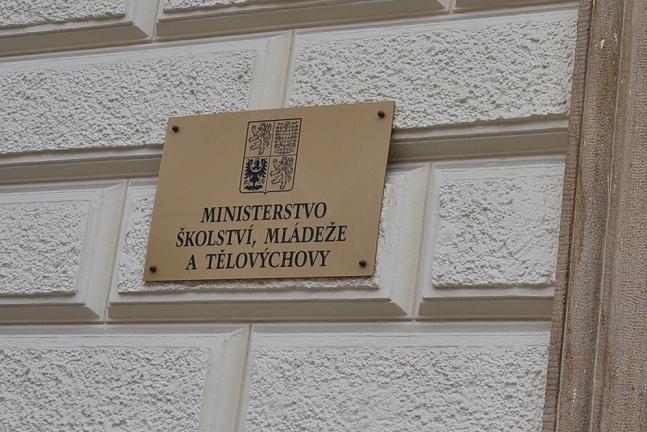 MINISTERSTVO
ŠKOLSTVÍ, MLÁDEŽE
A TĚLOVÝCHOVY